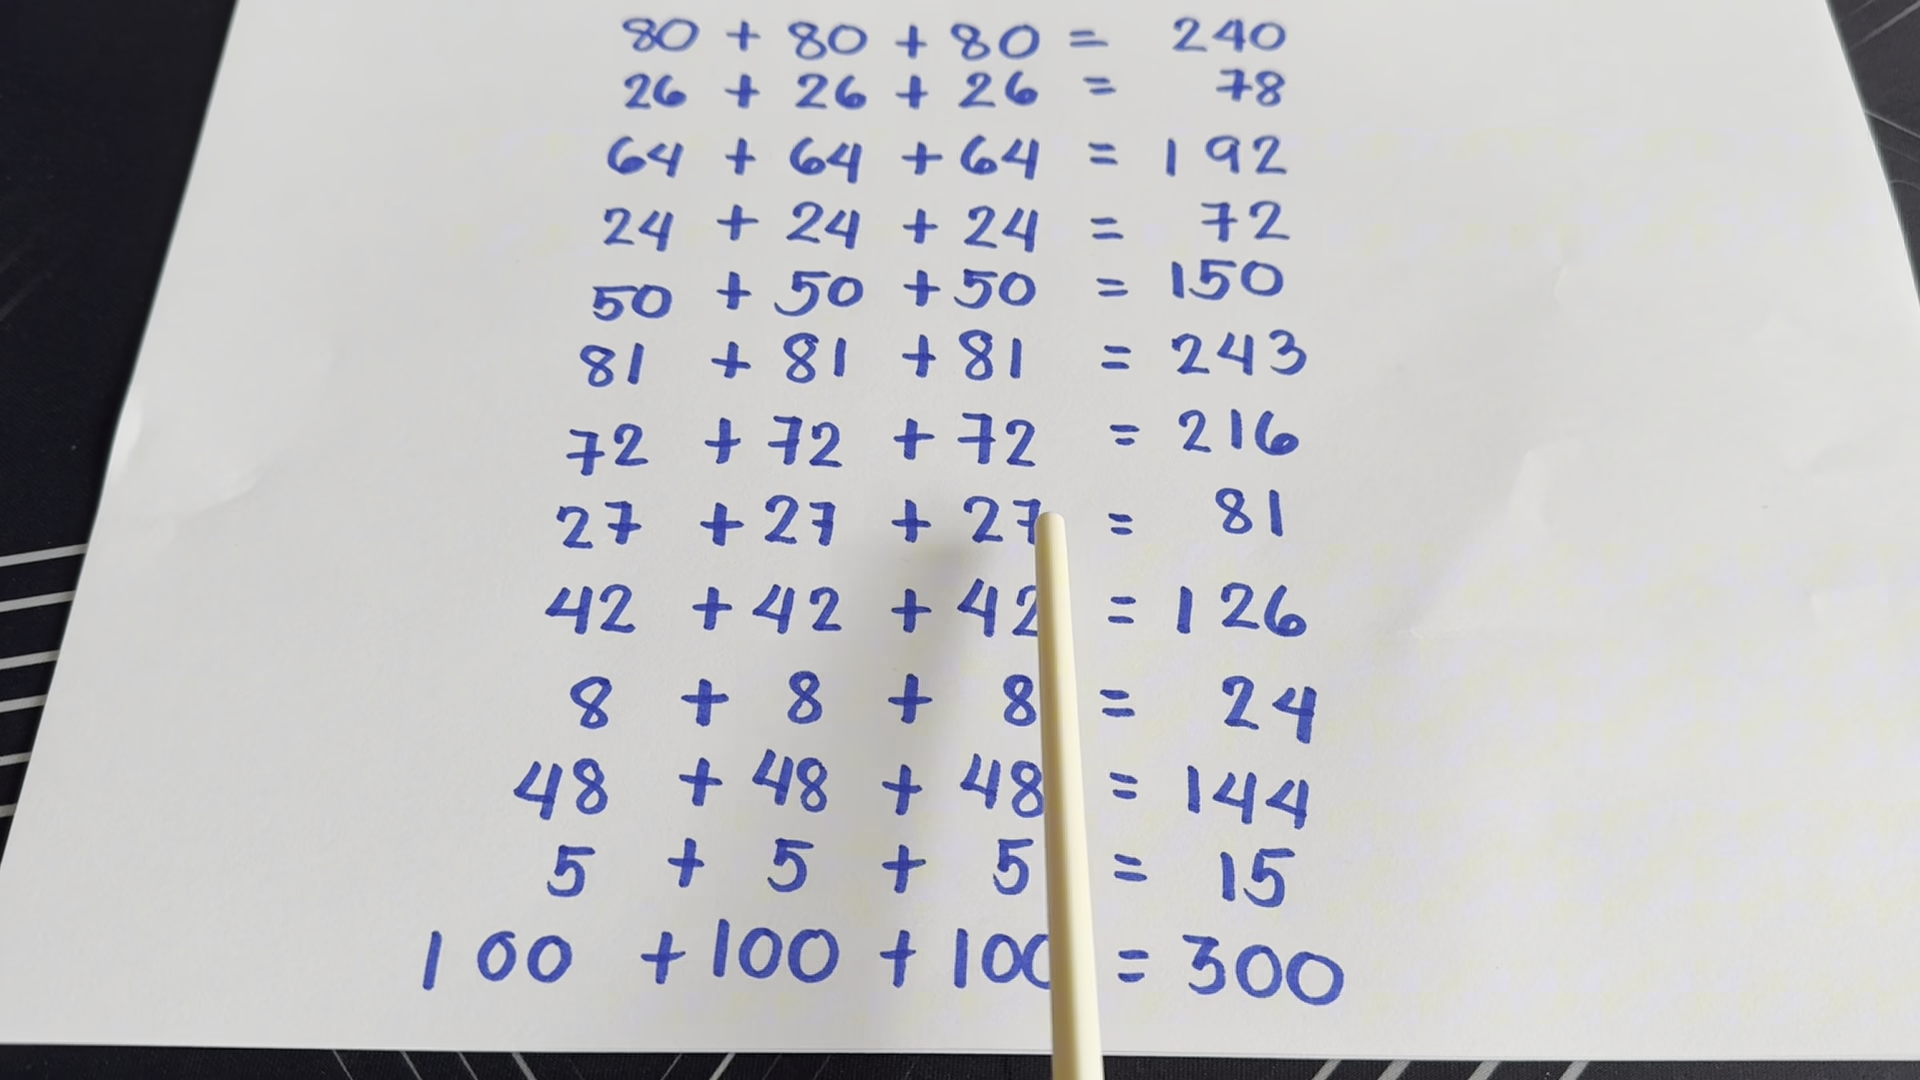 80 + 80 + 80 = 240
26 + 26 + 26 = 78
64 + 64 + 64 = 192
24 + 24 + 24 = 72
50 + 50 + 50 = 150
81 + 81 + 81 = 243
72 + 72 + 72 = 216
27 + 27 + 27 = 81
42 + 42 + 42 = 126
8 + 8 + 8 = 24
48 + 48 + 48 = 144
5 + 5 + 5 = 15
100 + 100 + 100 = 300